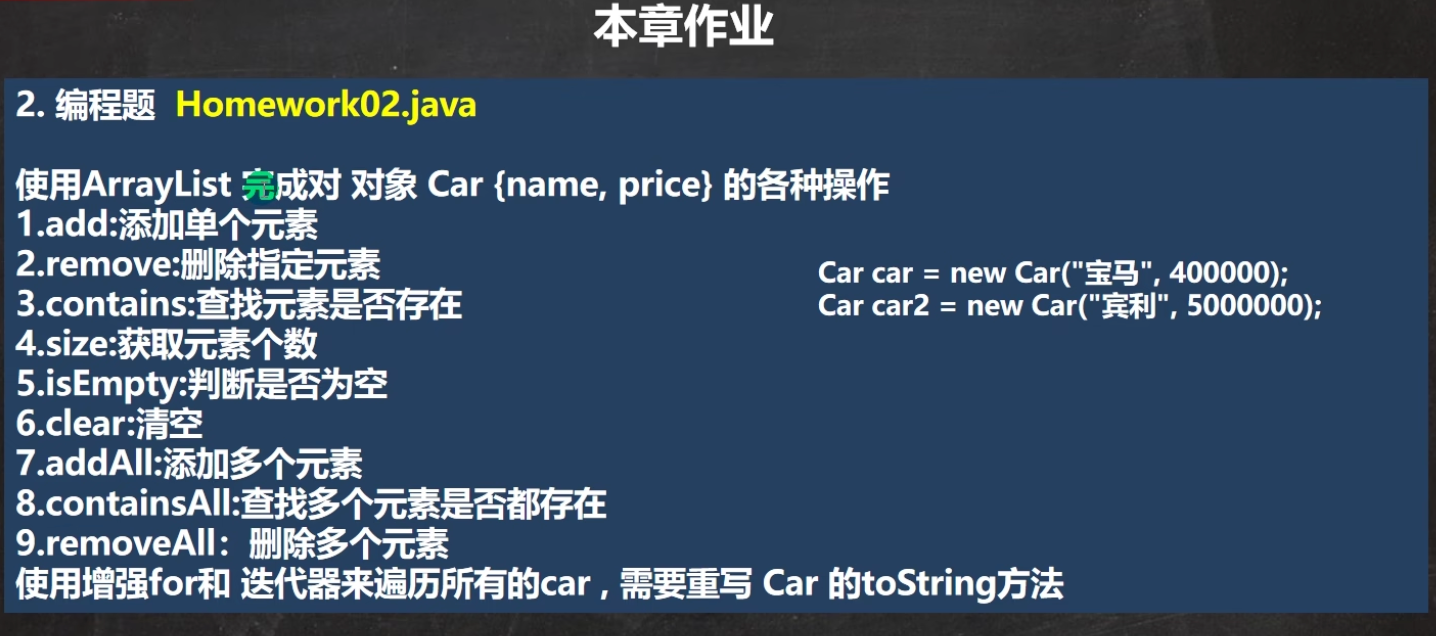 本章作业
2. 编程题 Homework02.java
使用ArrayList 完成对 对象 Car {name, price} 的各种操作
1.add:添加单个元素
2.remove:删除指定元素
3.contains:查找元素是否存在
4.size:获取元素个数
5.isEmpty:判断是否为空
6.clear:清空
7.addAll:添加多个元素
8.containsAll:查找多个元素是否都存在
9.removeAll：删除多个元素
使用增强for和 迭代器来遍历所有的car , 需要重写 Car 的toString方法
Car car = new Car("宝马", 400000);
Car car2 = new Car("宾利", 5000000);